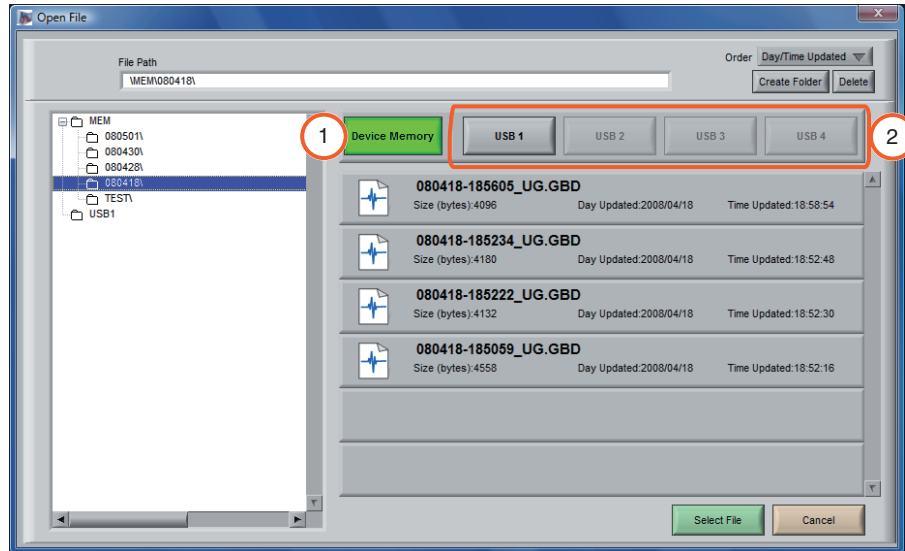 Open File
File Path
Order Day/Time Updated
\MEM\080418\
Create Folder Delete
MEM
080501\
080430\
080428\
080418\
TEST\
USB1
1 Device Memory USB 1 USB 2 USB 3 USB 4 2
080418-185605_UG.GBD
Size (bytes):4096 Day Updated:2008/04/18 Time Updated:18:58:54
080418-185234_UG.GBD
Size (bytes):4180 Day Updated:2008/04/18 Time Updated:18:52:48
080418-185222_UG.GBD
Size (bytes):4132 Day Updated:2008/04/18 Time Updated:18:52:30
080418-185059_UG.GBD
Size (bytes):4558 Day Updated:2008/04/18 Time Updated:18:52:16
Select File Cancel